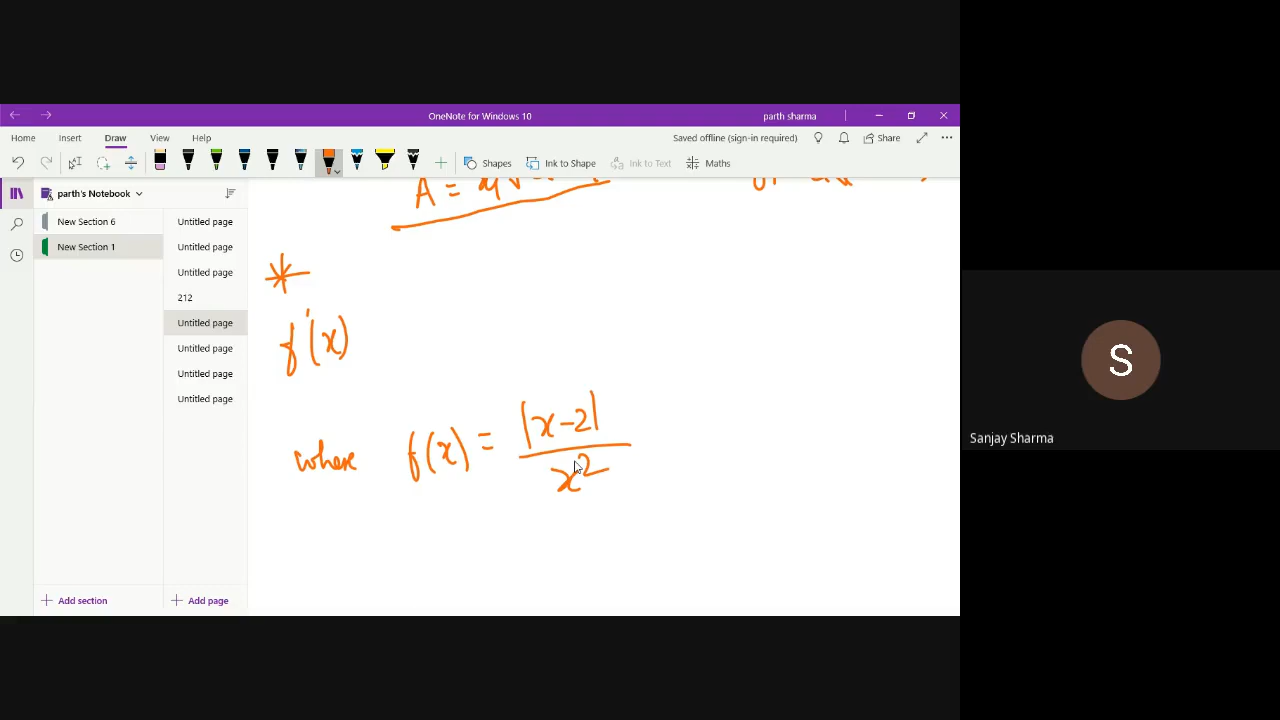 OneNote for Windows 10
parth sharma
Home Insert Draw View Help
Saved offline (sign-in required)
Share
Shapes Ink to Shape Ink to Text Maths
parth's Notebook
New Section 6
New Section 1
Untitled page
Untitled page
Untitled page
212
Untitled page
Untitled page
Untitled page
Untitled page
Add section
Add page
A =
*
f'(x)
where f(x) = |x-2| / x²
S
Sanjay Sharma